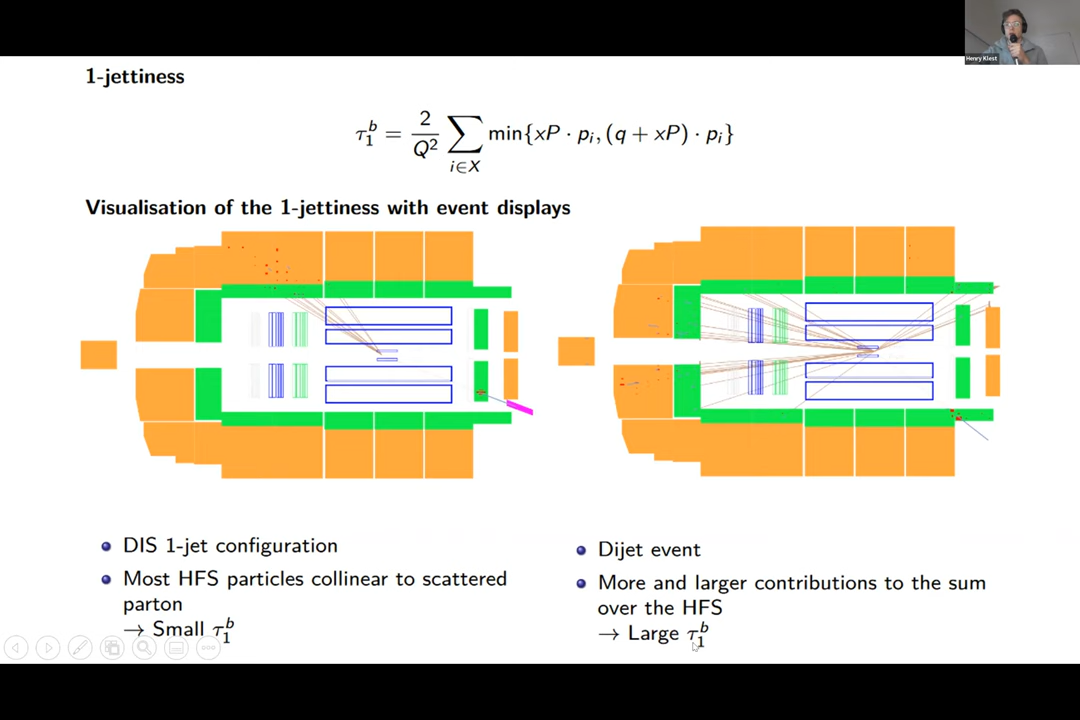 Henry Klest
1-jettiness
τ₁ᵇ = 2/Q² ∑_{i∈X} min{xP · pᵢ, (q + xP) · pᵢ}
Visualisation of the 1-jettiness with event displays
DIS 1-jet configuration
Most HFS particles collinear to scattered
parton
→ Small τ₁ᵇ
Dijet event
More and larger contributions to the sum
over the HFS
→ Large τ₁ᵇ